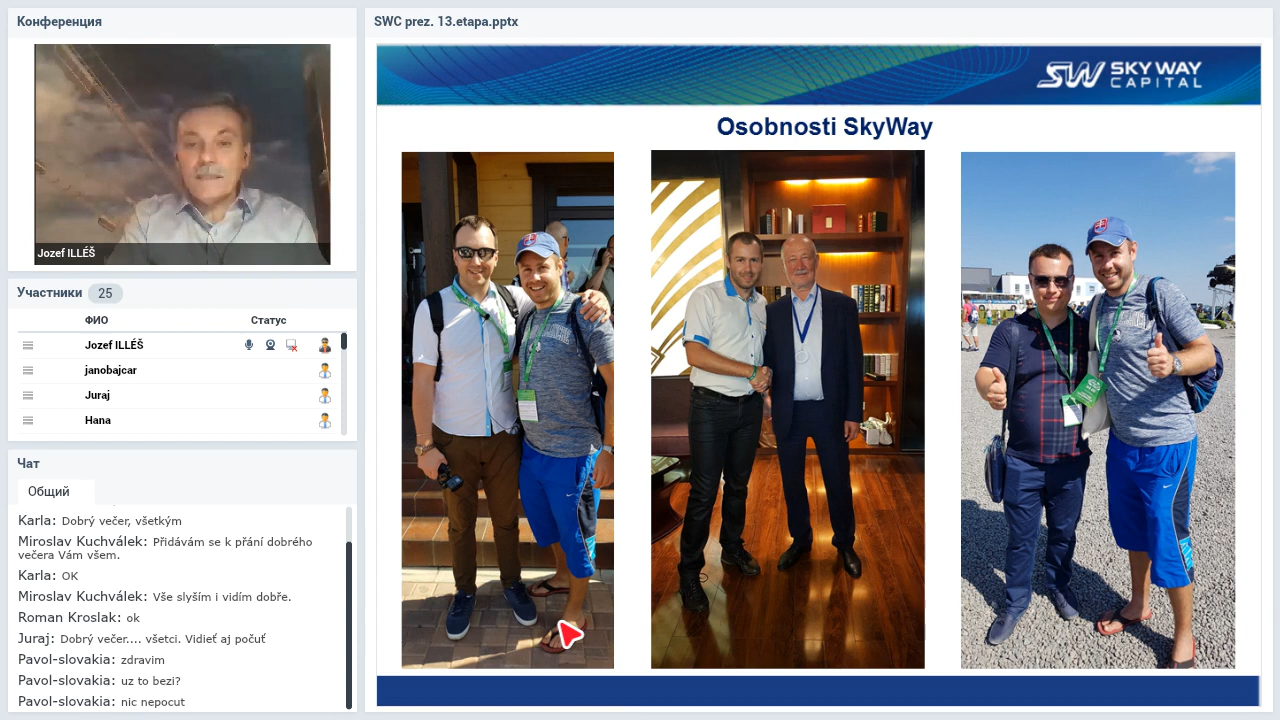 Конференция
Jozef ILLÉŠ
Участники 25
ФИО Статус
Jozef ILLÉŠ
janobajcar
Juraj
Hana
Чат
Общий
Karla: Dobrý večer, všetkým
Miroslav Kuchválek: Přidávám se k přání dobrého
večera Vám všem.
Karla: OK
Miroslav Kuchválek: Vše slyším i vidím dobře.
Roman Kroslak: ok
Juraj: Dobrý večer.... všetci. Vidieť aj počuť
Pavol-slovakia: zdravim
Pavol-slovakia: uz to bezi?
Pavol-slovakia: nic nepocut
SWC prez. 13.etapa.pptx
SW SKY WAY
CAPITAL
Osobnosti SkyWay